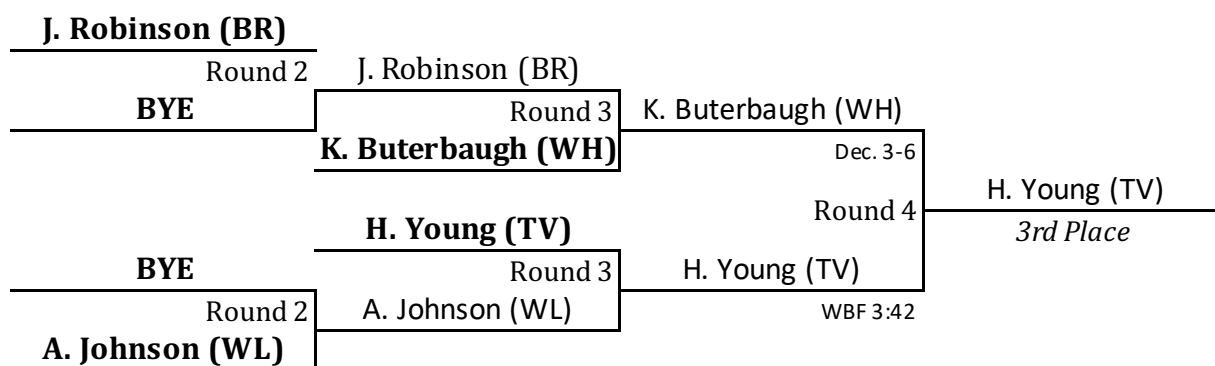 J. Robinson (BR)
Round 2
BYE
J. Robinson (BR)
Round 3
K. Buterbaugh (WH)
K. Buterbaugh (WH)
Dec. 3-6
Round 4
H. Young (TV)
3rd Place
H. Young (TV)
Round 3
A. Johnson (WL)
H. Young (TV)
WBF 3:42
BYE
Round 2
A. Johnson (WL)